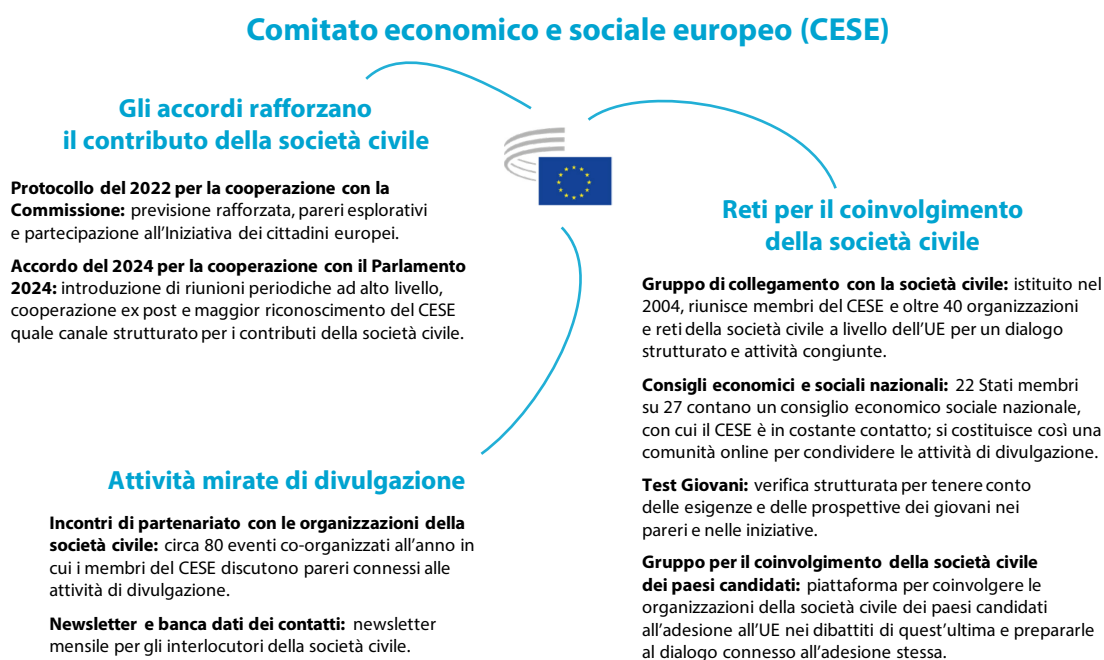 Comitato economico e sociale europeo (CESE)
Gli accordi rafforzano
il contributo della società civile
Protocollo del 2022 per la cooperazione con la
Commissione: previsione rafforzata, pareri esplorativi
e partecipazione all’Iniziativa dei cittadini europei.
Accordo del 2024 per la cooperazione con il Parlamento
2024: introduzione di riunioni periodiche ad alto livello,
cooperazione ex post e maggior riconoscimento del CESE
quale canale strutturato per i contributi della società civile.
Reti per il coinvolgimento
della società civile
Gruppo di collegamento con la società civile: istituito nel
2004, riunisce membri del CESE e oltre 40 organizzazioni
e reti della società civile a livello dell’UE per un dialogo
strutturato e attività congiunte.
Consigli economici e sociali nazionali: 22 Stati membri
su 27 contano un consiglio economico sociale nazionale,
con cui il CESE è in costante contatto; si costituisce così una
comunità online per condividere le attività di divulgazione.
Test Giovani: verifica strutturata per tenere conto
delle esigenze e delle prospettive dei giovani nei
pareri e nelle iniziative.
Gruppo per il coinvolgimento della società civile
dei paesi candidati: piattaforma per coinvolgere le
organizzazioni della società civile dei paesi candidati
all’adesione all’UE nei dibattiti di quest’ultima e prepararle
al dialogo connesso all’adesione stessa.
Attività mirate di divulgazione
Incontri di partenariato con le organizzazioni della
società civile: circa 80 eventi co-organizzati all’anno in
cui i membri del CESE discutono pareri connessi alle
attività di divulgazione.
Newsletter e banca dati dei contatti: newsletter
mensile per gli interlocutori della società civile.